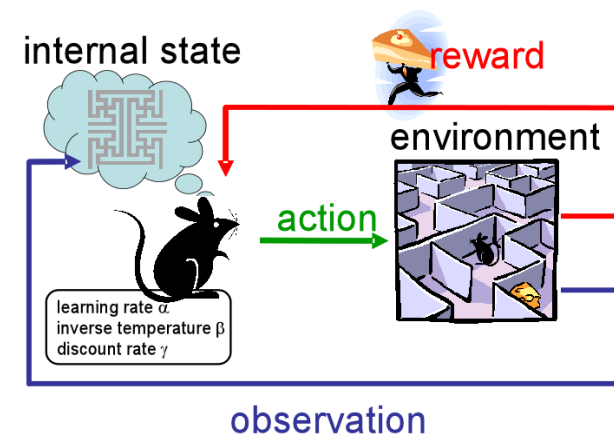 internal state
reward
environment
action
learning rate α
inverse temperature β
discount rate γ
observation